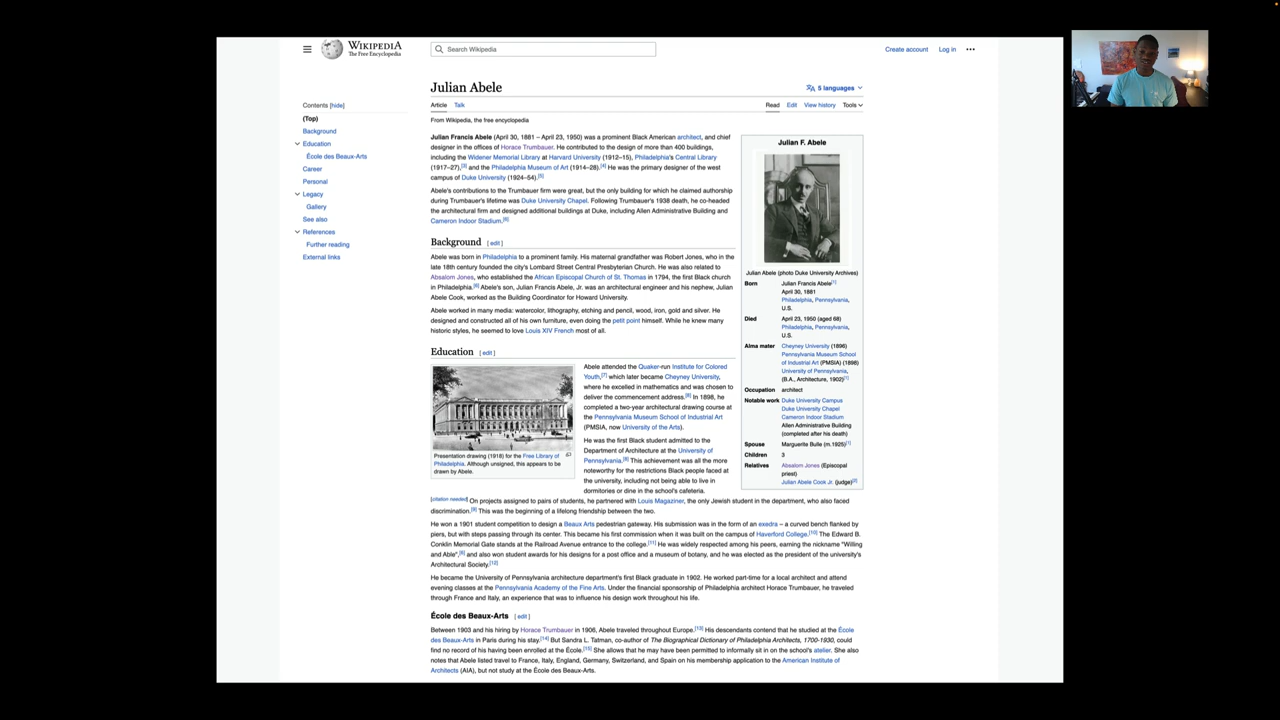 WIKIPEDIA
The Free Encyclopedia
Search Wikipedia
Create account Log in •••
Julian Abele
5 languages
Article Talk
Read Edit View history Tools
From Wikipedia, the free encyclopedia
Contents [hide]
(Top)
Background
Education
École des Beaux-Arts
Career
Personal
Legacy
Gallery
See also
References
Further reading
External links
Julian Francis Abele (April 30, 1881 – April 23, 1950) was a prominent Black American architect, and chief
designer in the offices of Horace Trumbauer. He contributed to the design of more than 400 buildings,
including the Widener Memorial Library at Harvard University (1912–15), Philadelphia's Central Library
(1917–27),[3] and the Philadelphia Museum of Art (1914–28).[4] He was the primary designer of the west
campus of Duke University (1924–54).[5]
Abele's contributions to the Trumbauer firm were great, but the only building for which he claimed authorship
during Trumbauer's lifetime was Duke University Chapel. Following Trumbauer's 1938 death, he co-headed
the architectural firm and designed additional buildings at Duke, including Allen Administrative Building and
Cameron Indoor Stadium.[6]
Background [ edit ]
Abele was born in Philadelphia to a prominent family. His maternal grandfather was Robert Jones, who in the
late 18th century founded the city's Lombard Street Central Presbyterian Church. He was also related to
Absalom Jones, who established the African Episcopal Church of St. Thomas in 1794, the first Black church
in Philadelphia.[6] Abele's son, Julian Francis Abele, Jr. was an architectural engineer and his nephew, Julian
Abele Cook, worked as the Building Coordinator for Howard University.
Abele worked in many media: watercolor, lithography, etching and pencil, wood, iron, gold and silver. He
designed and constructed all of his own furniture, even doing the petit point himself. While he knew many
historic styles, he seemed to love Louis XIV French most of all.
Education [ edit ]
Presentation drawing (1918) for the Free Library of
Philadelphia. Although unsigned, this appears to be
drawn by Abele.
Abele attended the Quaker-run Institute for Colored
Youth,[7] which later became Cheyney University,
where he excelled in mathematics and was chosen to
deliver the commencement address.[8] In 1898, he
completed a two-year architectural drawing course at
the Pennsylvania Museum School of Industrial Art
(PMSIA, now University of the Arts).
He was the first Black student admitted to the
Department of Architecture at the University of
Pennsylvania.[8] This achievement was all the more
noteworthy for the restrictions Black people faced at
the university, including not being able to live in
dormitories or dine in the school's cafeteria.
[citation needed] On projects assigned to pairs of students, he partnered with Louis Magaziner, the only Jewish student in the department, who also faced
discrimination.[9] This was the beginning of a lifelong friendship between the two.
He won a 1901 student competition to design a Beaux Arts pedestrian gateway. His submission was in the form of an exedra – a curved bench flanked by
piers, but with steps passing through its center. This became his first commission when it was built on the campus of Haverford College.[10] The Edward B.
Conklin Memorial Gate stands at the Railroad Avenue entrance to the college.[11] He was widely respected among his peers, earning the nickname "Willing
and Able",[8] and also won student awards for his designs for a post office and a museum of botany, and he was elected as the president of the university's
Architectural Society.[12]
He became the University of Pennsylvania architecture department's first Black graduate in 1902. He worked part-time for a local architect and attend
evening classes at the Pennsylvania Academy of the Fine Arts. Under the financial sponsorship of Philadelphia architect Horace Trumbauer, he traveled
through France and Italy, an experience that was to influence his design work throughout his life.
École des Beaux-Arts [ edit ]
Between 1903 and his hiring by Horace Trumbauer in 1906, Abele traveled throughout Europe.[13] His descendants contend that he studied at the École
des Beaux-Arts in Paris during his stay.[14] But Sandra L. Tatman, co-author of The Biographical Dictionary of Philadelphia Architects, 1700-1930, could
find no record of his having been enrolled at the École.[15] She allows that he may have been permitted to informally sit in on the school's atelier. She also
notes that Abele listed travel to France, Italy, England, Germany, Switzerland, and Spain on his membership application to the American Institute of
Architects (AIA), but not study at the École des Beaux-Arts.
Julian F. Abele
Julian Abele (photo Duke University Archives)
Born Julian Francis Abele[1]
April 30, 1881
Philadelphia, Pennsylvania,
U.S.
Died April 23, 1950 (aged 68)
Philadelphia, Pennsylvania,
U.S.
Alma mater Cheyney University (1896)
Pennsylvania Museum School
of Industrial Art (PMSIA) (1898)
University of Pennsylvania,
(B.A., Architecture, 1902)[1]
Occupation architect
Notable work Duke University Campus
Duke University Chapel
Cameron Indoor Stadium
Allen Administrative Building
(completed after his death)
Spouse Marguerite Bulle (m.1925)[1]
Children 3
Relatives Absalom Jones (Episcopal
priest)
Julian Abele Cook Jr. (judge)[2]